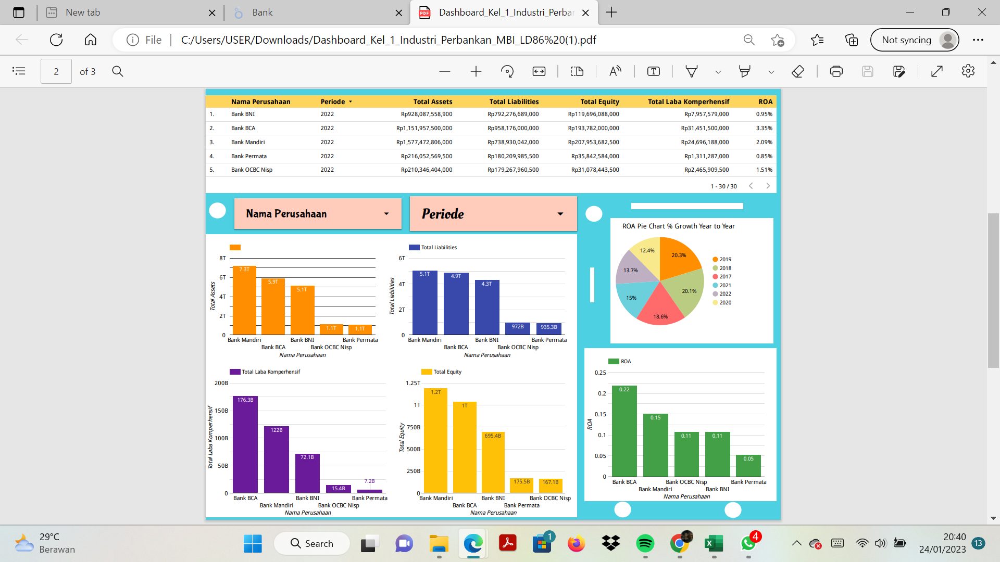 New tab
Bank
Dashboard_Kel_1_Industri_Perba
File
C:/Users/USER/Downloads/Dashboard_Kel_1_Industri_Perbankan_MBI_LD86%20(1).pdf
Not syncing
2 of 3
Nama Perusahaan Periode Total Assets Total Liabilities Total Equity Total Laba Komperhensif ROA
1. Bank BNI 2022 Rp928,087,558,900 Rp792,276,689,000 Rp119,696,088,000 Rp7,957,579,000 0.95%
2. Bank BCA 2022 Rp1,151,957,500,000 Rp958,176,000,000 Rp193,782,000,000 Rp31,451,500,000 3.35%
3. Bank Mandiri 2022 Rp1,577,472,806,000 Rp738,930,042,000 Rp207,953,682,500 Rp24,696,188,000 2.09%
4. Bank Permata 2022 Rp216,052,569,500 Rp180,209,985,500 Rp35,842,584,000 Rp1,311,287,000 0.85%
5. Bank OCBC Nisp 2022 Rp210,346,404,000 Rp179,267,960,500 Rp31,078,443,500 Rp2,465,909,500 1.51%
1 - 30 / 30
Nama Perusahaan
Periode
8T
6T
4T
2T
0
Total Assets
7.3T
5.9T
5.1T
1.1T
1.1T
Bank Mandiri
Bank BCA
Bank BNI
Bank OCBC Nisp
Bank Permata
Nama Perusahaan
Total Liabilities
6T
4T
2T
0
Total Liabilities
5.1T
4.9T
4.3T
972B
935.3B
Bank Mandiri
Bank BCA
Bank BNI
Bank OCBC Nisp
Bank Permata
Nama Perusahaan
ROA Pie Chart % Growth Year to Year
20.3%
20.1%
18.6%
15%
13.7%
12.4%
2019
2018
2017
2021
2022
2020
Total Laba Komperhensif
200B
150B
100B
50B
0
Total Laba Komperhensif
176.3B
122B
72.1B
15.4B
7.2B
Bank BCA
Bank Mandiri
Bank BNI
Bank OCBC Nisp
Bank Permata
Nama Perusahaan
Total Equity
1.25T
1T
750B
500B
250B
0
Total Equity
1.2T
1T
695.4B
175.5B
167.1B
Bank Mandiri
Bank BCA
Bank BNI
Bank Permata
Bank OCBC Nisp
Nama Perusahaan
ROA
0.25
0.2
0.15
0.1
0.05
0
ROA
0.22
0.15
0.11
0.11
0.05
Bank BCA
Bank Mandiri
Bank OCBC Nisp
Bank BNI
Bank Permata
Nama Perusahaan
29°C
Berawan
Search
1
4
20:40
24/01/2023
13